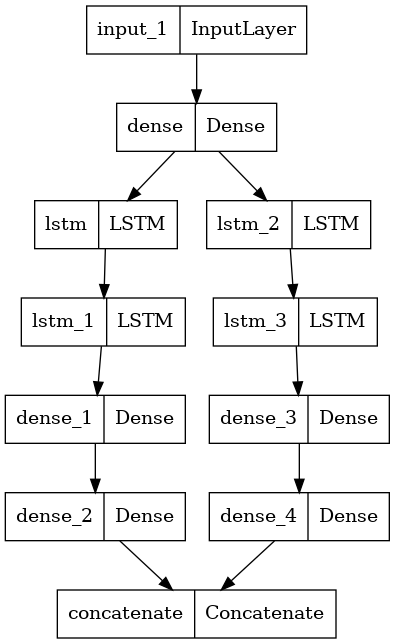 input_1 InputLayer
dense Dense
lstm LSTM lstm_2 LSTM
lstm_1 LSTM lstm_3 LSTM
dense_1 Dense dense_3 Dense
dense_2 Dense dense_4 Dense
concatenate Concatenate